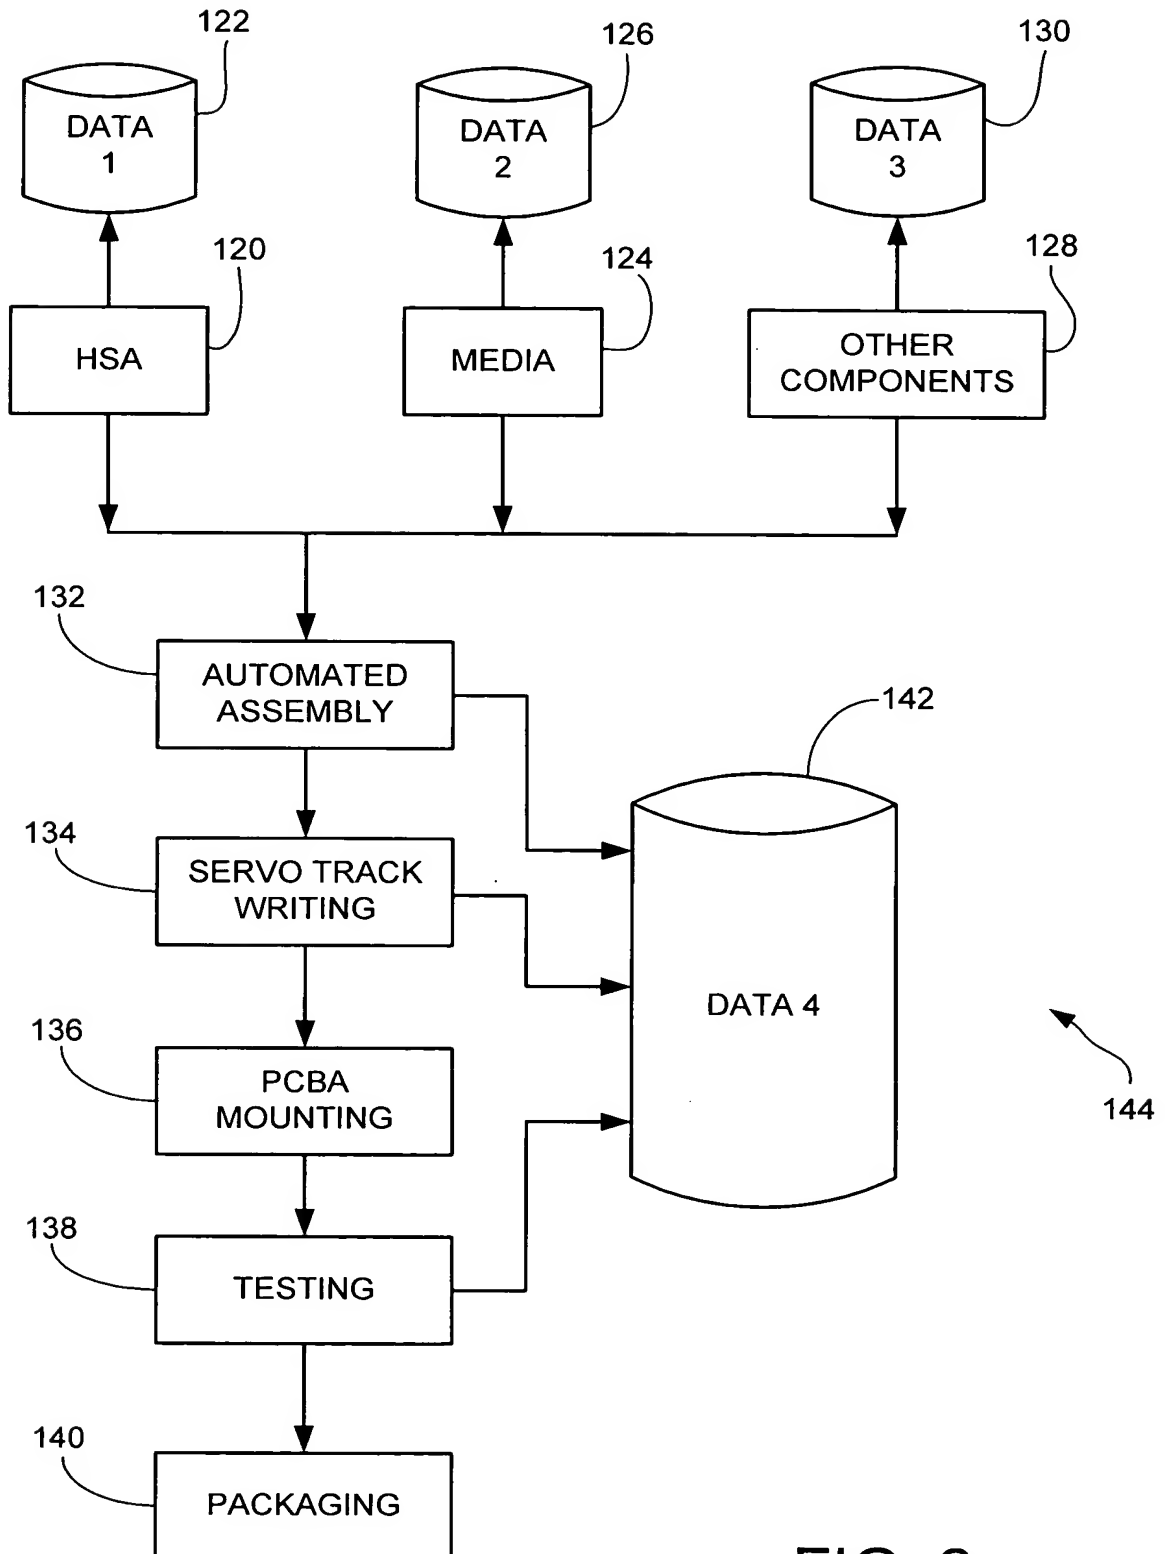 122
126
130
DATA
1
DATA
2
DATA
3
120
124
128
HSA
MEDIA
OTHER
COMPONENTS
132
AUTOMATED
ASSEMBLY
142
134
SERVO TRACK
WRITING
DATA 4
136
PCBA
MOUNTING
144
138
TESTING
140
PACKAGING